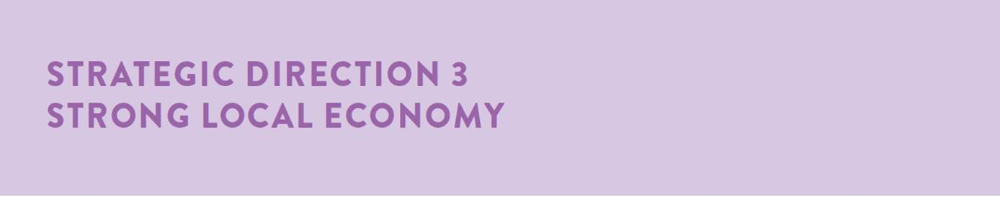 STRATEGIC DIRECTION 3
STRONG LOCAL ECONOMY